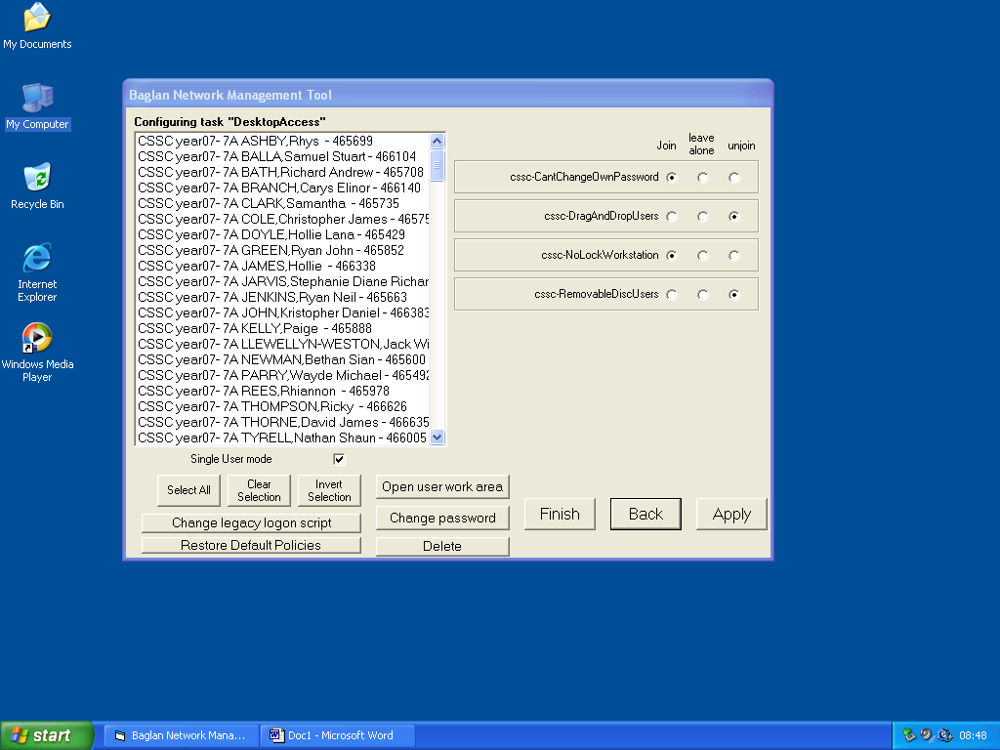 My Documents
My Computer
Recycle Bin
Internet
Explorer
Windows Media
Player
Baglan Network Management Tool
Configuring task "DesktopAccess"
CSSC year07- 7A ASHBY,Rhys - 465699
CSSC year07- 7A BALLA,Samuel Stuart - 466104
CSSC year07- 7A BATH,Richard Andrew - 465708
CSSC year07- 7A BRANCH,Carys Elinor - 466140
CSSC year07- 7A CLARK,Samantha - 465735
CSSC year07- 7A COLE,Christopher James - 46575
CSSC year07- 7A DOYLE,Hollie Lana - 465429
CSSC year07- 7A GREEN,Ryan John - 465852
CSSC year07- 7A JAMES,Hollie - 466338
CSSC year07- 7A JARVIS,Stephanie Diane Richar
CSSC year07- 7A JENKINS,Ryan Neil - 465663
CSSC year07- 7A JOHN,Kristopher Daniel - 466383
CSSC year07- 7A KELLY,Paige - 465888
CSSC year07- 7A LLEWELLYN-WESTON,Jack Wi
CSSC year07- 7A NEWMAN,Bethan Sian - 465600
CSSC year07- 7A PARRY,Wayde Michael - 465492
CSSC year07- 7A REES,Rhiannon - 465978
CSSC year07- 7A THOMPSON,Ricky - 466626
CSSC year07- 7A THORNE,David James - 466635
CSSC year07- 7A TYRELL,Nathan Shaun - 466005
Join
leave
alone
unjoin
cssc-CantChangeOwnPassword
cssc-DragAndDropUsers
cssc-NoLockWorkstation
cssc-RemovableDiscUsers
Single User mode
Select All
Clear
Selection
Invert
Selection
Change legacy logon script
Restore Default Policies
Open user work area
Change password
Delete
Finish
Back
Apply
start
Baglan Network Mana...
Doc1 - Microsoft Word
08:48